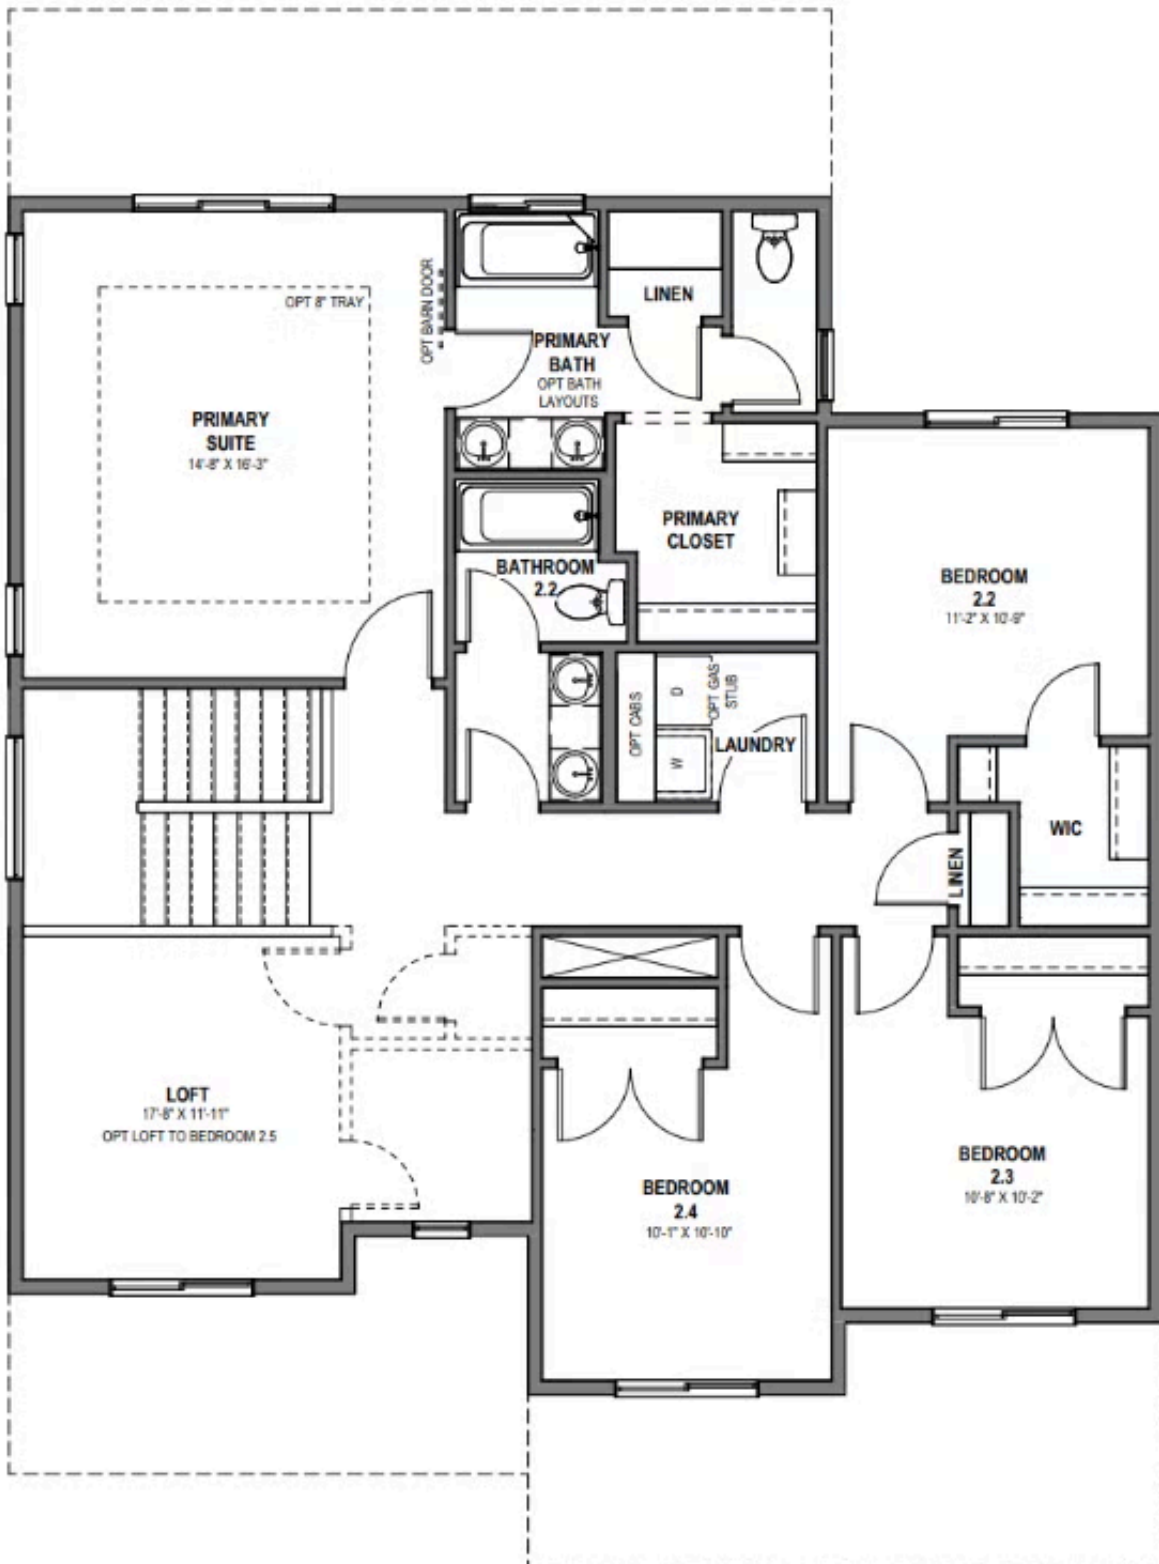 OPT 8" TRAY
OPT BARN DOOR
PRIMARY
SUITE
14'-8" X 16'-3"
LINEN
PRIMARY
BATH
OPT BATH
LAYOUTS
PRIMARY
CLOSET
BATHROOM
2.2
BEDROOM
2.2
11'-2" X 10'-9"
OPT CABS
D
W
OPT GAS
STUB
LAUNDRY
WIC
LINEN
LOFT
17'-8" X 11'-11"
OPT LOFT TO BEDROOM 2.5
BEDROOM
2.4
10'-1" X 10'-10"
BEDROOM
2.3
10'-8" X 10'-2"